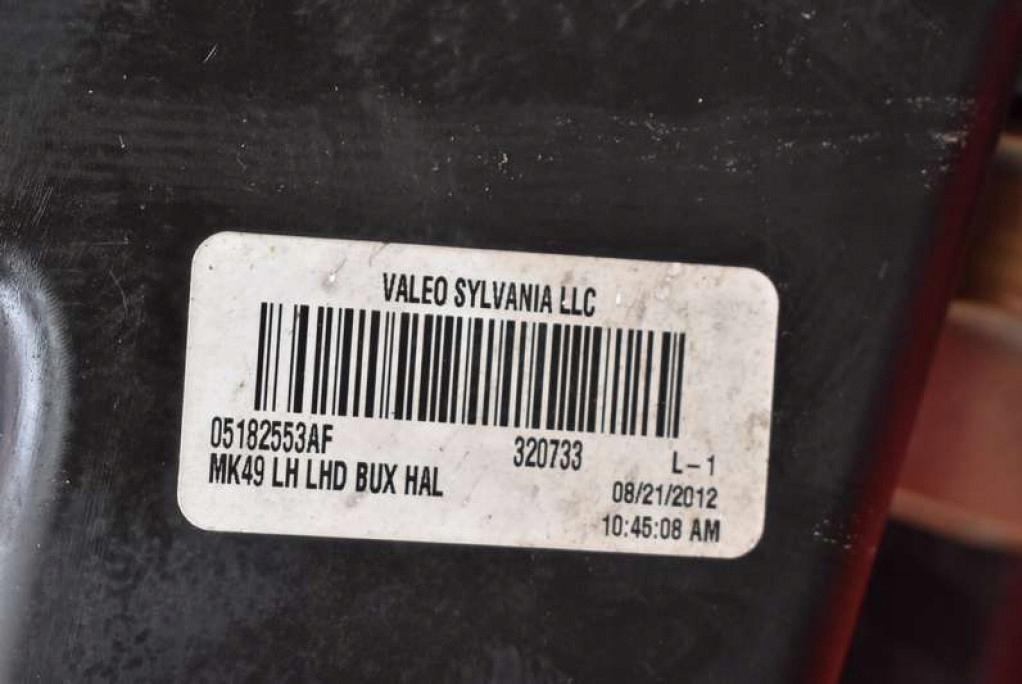 VALEO SYLVANIA LLC
05182553AF 320733 L-1
MK49 LH LHD BUX HAL 08/21/2012
10:45:08 AM